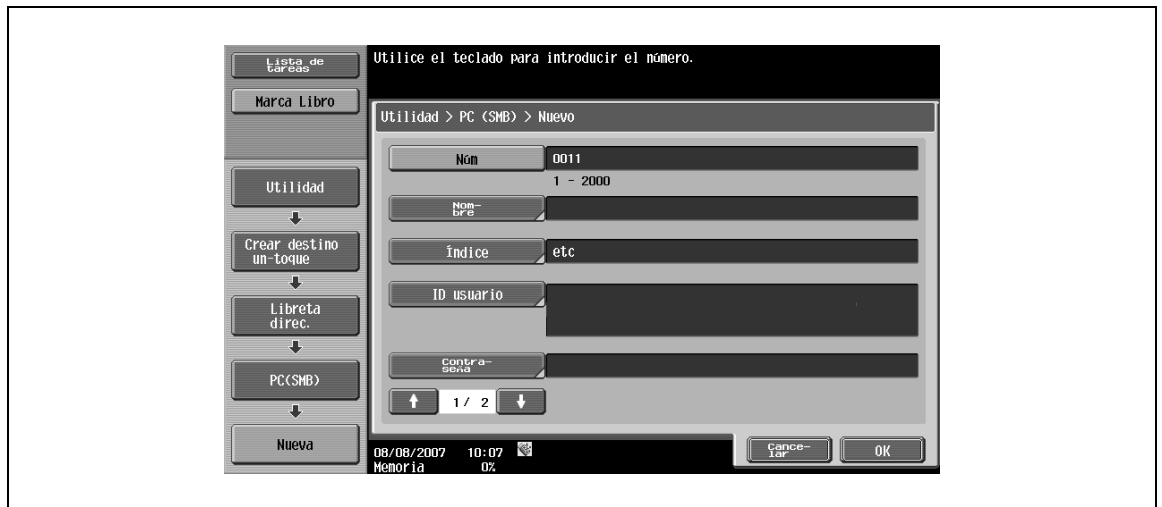 Lista de
tareas
Utilice el teclado para introducir el número.
Marca Libro
Utilidad > PC (SMB) > Nuevo
Núm
0011
1 - 2000
Utilidad
Nom-
bre
Crear destino
un-toque
Índice
etc
ID usuario
Libreta
direc.
Contra-
seña
PC(SMB)
1/ 2
Nueva
08/08/2007 10:07
Memoria 0%
Cance-
lar
OK